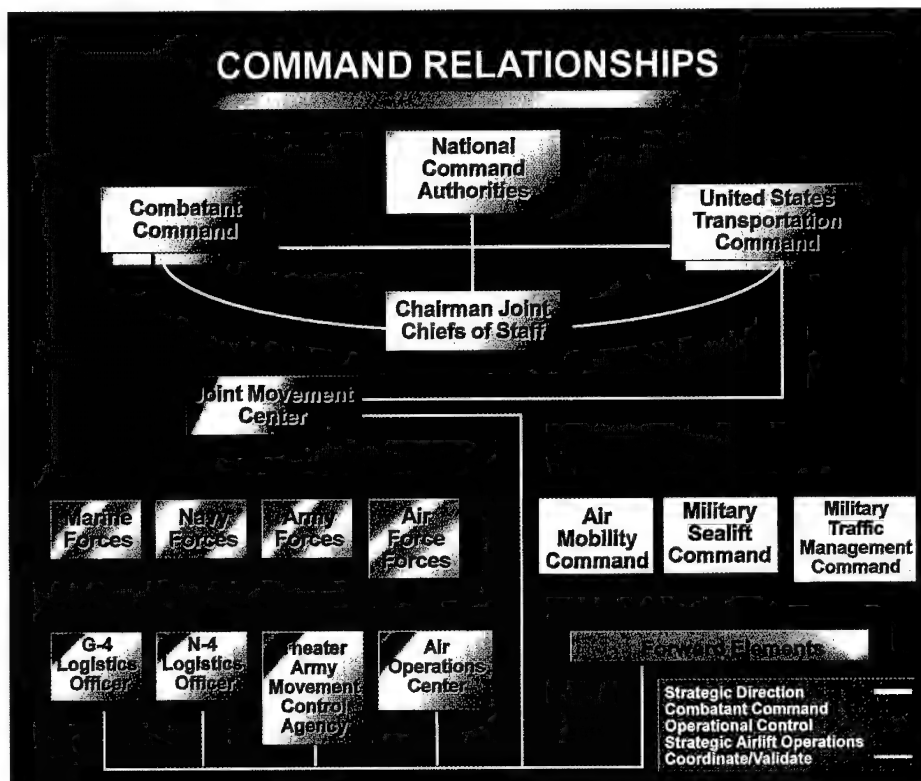 COMMAND RELATIONSHIPS
National
Command
Authorities
Combatant
Command
United States
Transportation
Command
Chairman Joint
Chiefs of Staff
Joint Movement
Center
Marine
Forces
Navy
Forces
Army
Forces
Air
Force
Forces
Air
Mobility
Command
Military
Sealift
Command
Military
Traffic
Management
Command
G-4
Logistics
Officer
N-4
Logistics
Officer
Theater
Army
Movement
Control
Agency
Air
Operations
Center
Forward Elements
Strategic Direction
Combatant Command
Operational Control
Strategic Airlift Operations
Coordinate/Validate